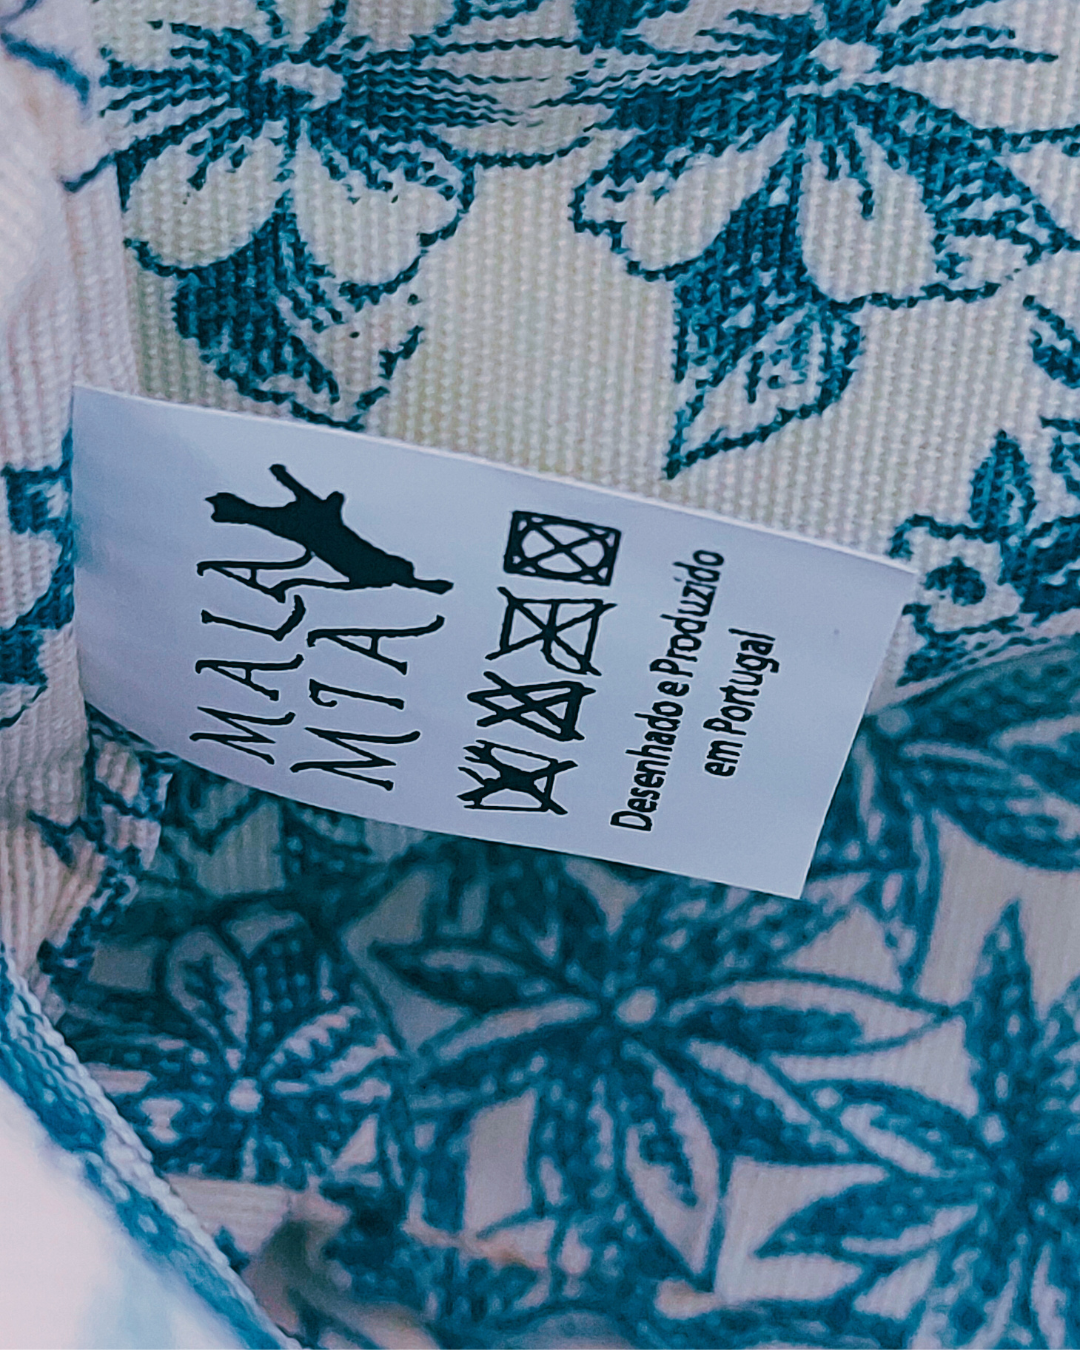 MALA
MIA
Desenhado e Produzido
em Portugal